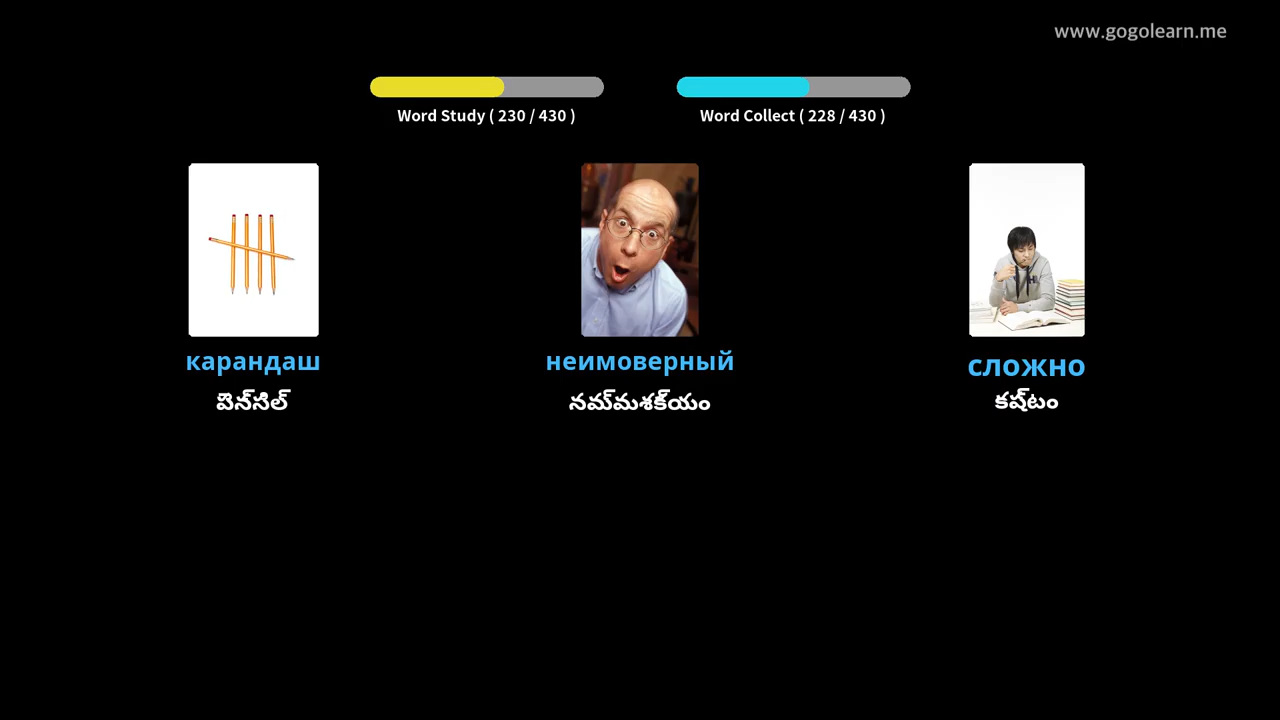 www.gogolearn.me
Word Study ( 230 / 430 )
Word Collect ( 228 / 430 )
карандаш
неимоверный
сложно
పెన్సిల్
నమ్మశక్యం
కష్టం